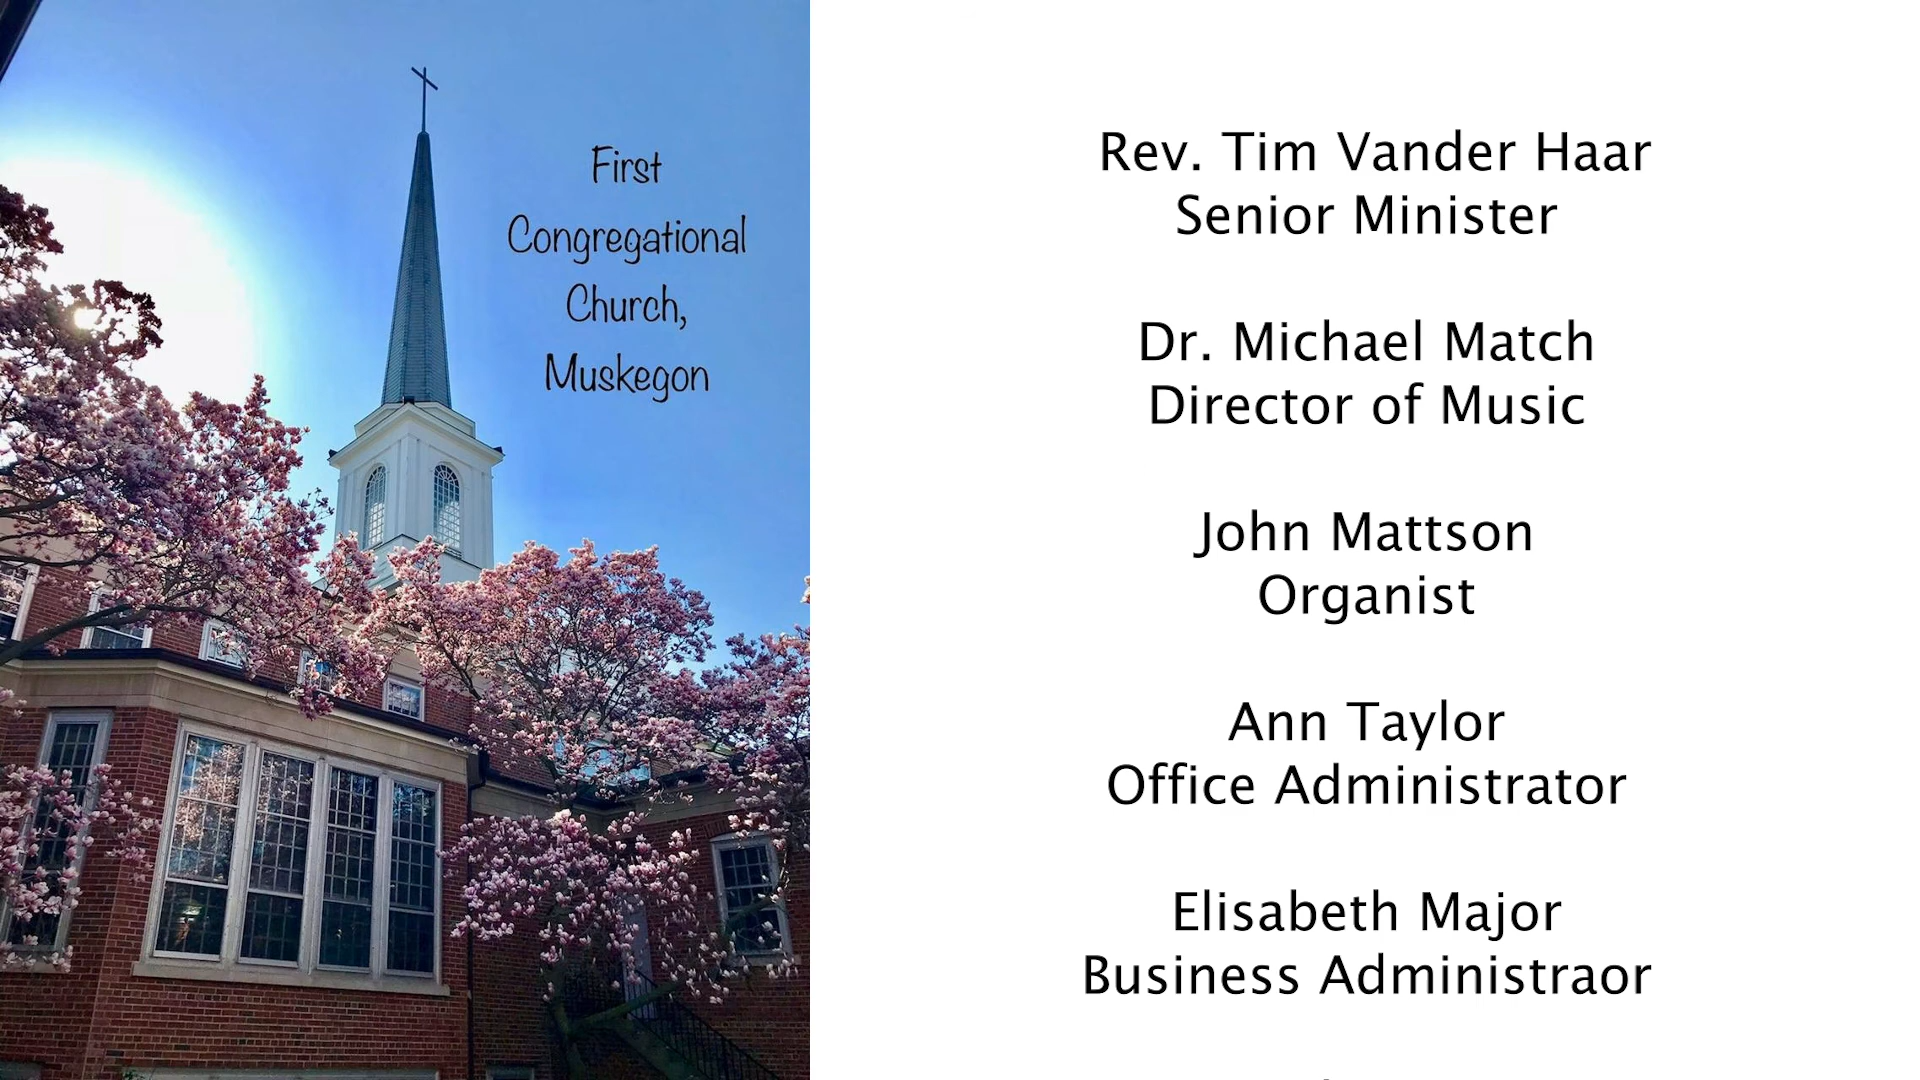 First
Congregational
Church,
Muskegon
Rev. Tim Vander Haar
Senior Minister
Dr. Michael Match
Director of Music
John Mattson
Organist
Ann Taylor
Office Administrator
Elisabeth Major
Business Administraor